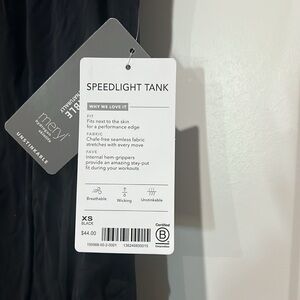 SPEEDLIGHT TANK
WHY WE LOVE IT
FIT
Fits next to the skin
for a performance edge
FABRIC
Chafe-free seamless fabric
stretches with every move
FAVE
Internal hem grippers
provide an amazing stay-put
fit during your workouts
Breathable
Wicking
Unstinkable
XS
BLACK
$44.00
Certified
B
Corporation
meryl
UNSTINKABLE